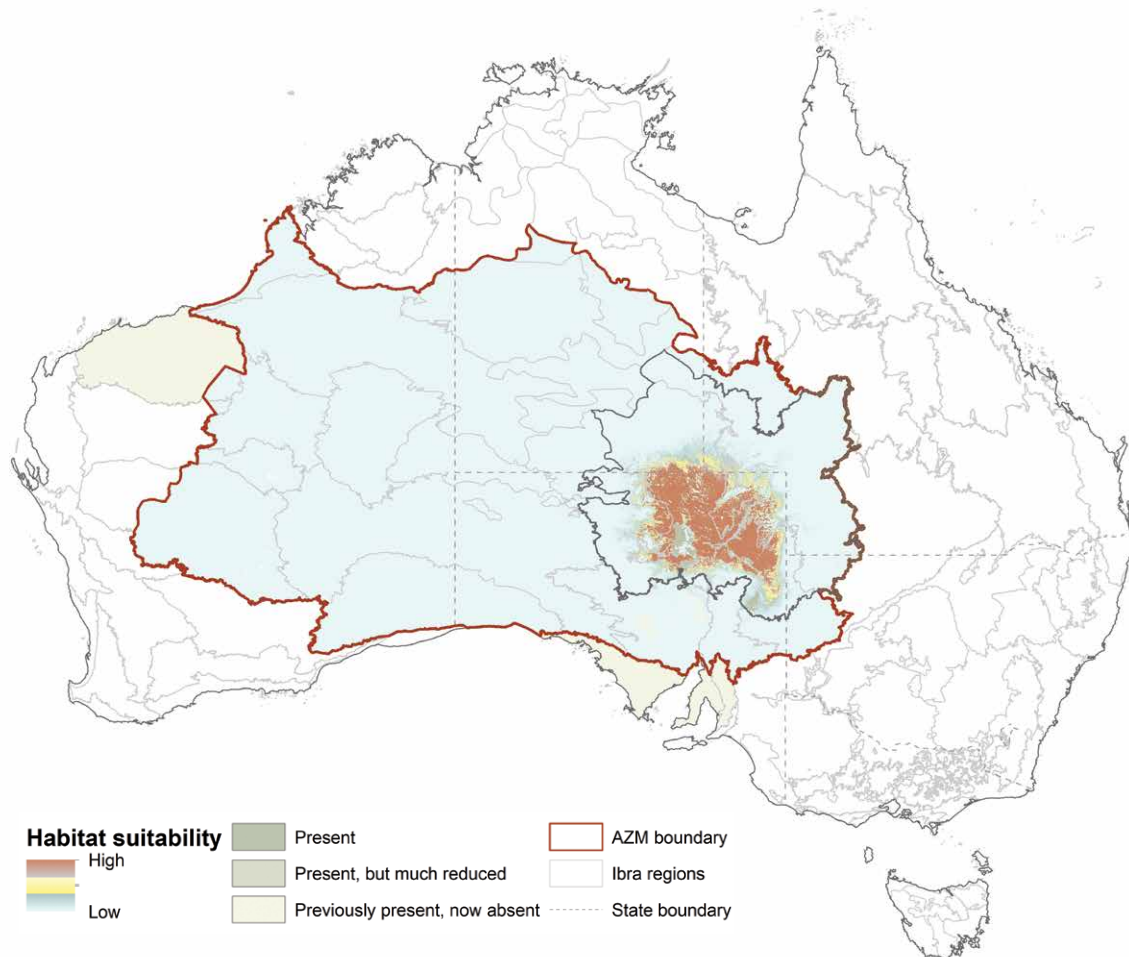 Habitat suitability
High
Low
Present
Present, but much reduced
Previously present, now absent
AZM boundary
Ibra regions
State boundary